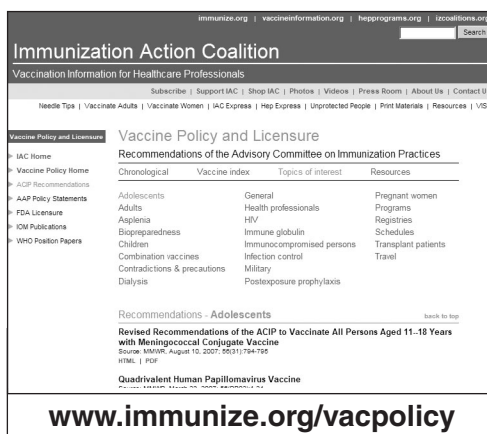 immunize.org | vaccineinformation.org | hepprograms.org | izcoalitions.org
Search
Immunization Action Coalition
Vaccination Information for Healthcare Professionals
Subscribe | Support IAC | Shop IAC | Photos | Videos | Press Room | About Us | Contact U
Needle Tips | Vaccinate Adults | Vaccinate Women | IAC Express | Hep Express | Unprotected People | Print Materials | Resources | VIS
Vaccine Policy and Licensure
IAC Home
Vaccine Policy Home
ACIP Recommendations
AAP Policy Statements
FDA Licensure
IOM Publications
WHO Position Papers
Vaccine Policy and Licensure
Recommendations of the Advisory Committee on Immunization Practices
Chronological Vaccine index Topics of interest Resources
Adolescents General Pregnant women
Adults Health professionals Programs
Asplenia HIV Registries
Biopreparedness Immune globulin Schedules
Children Immunocompromised persons Transplant patients
Combination vaccines Infection control Travel
Contradictions & precautions Military
Dialysis Postexposure prophylaxis
Recommendations - Adolescents back to top
Revised Recommendations of the ACIP to Vaccinate All Persons Aged 11--18 Years
with Meningococcal Conjugate Vaccine
Source: MMWR, August 10, 2007; 56(31):794-795
HTML | PDF
Quadrivalent Human Papillomavirus Vaccine
www.immunize.org/vacpolicy